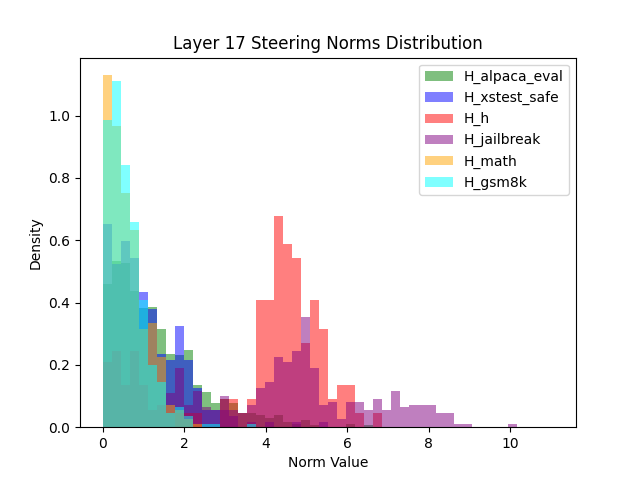 Layer 17 Steering Norms Distribution
H_alpaca_eval
H_xstest_safe
H_h
H_jailbreak
H_math
H_gsm8k
Density
1.0
0.8
0.6
0.4
0.2
0.0
0 2 4 6 8 10
Norm Value